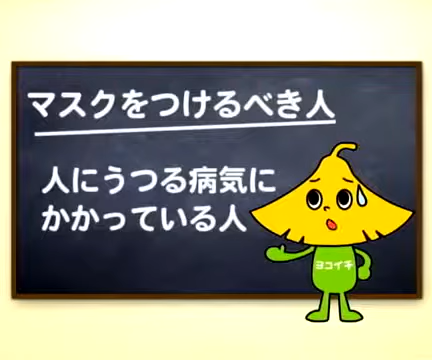 マスクをつけるべき人
人にうつる病気に
かかっている人
ヨコイチ